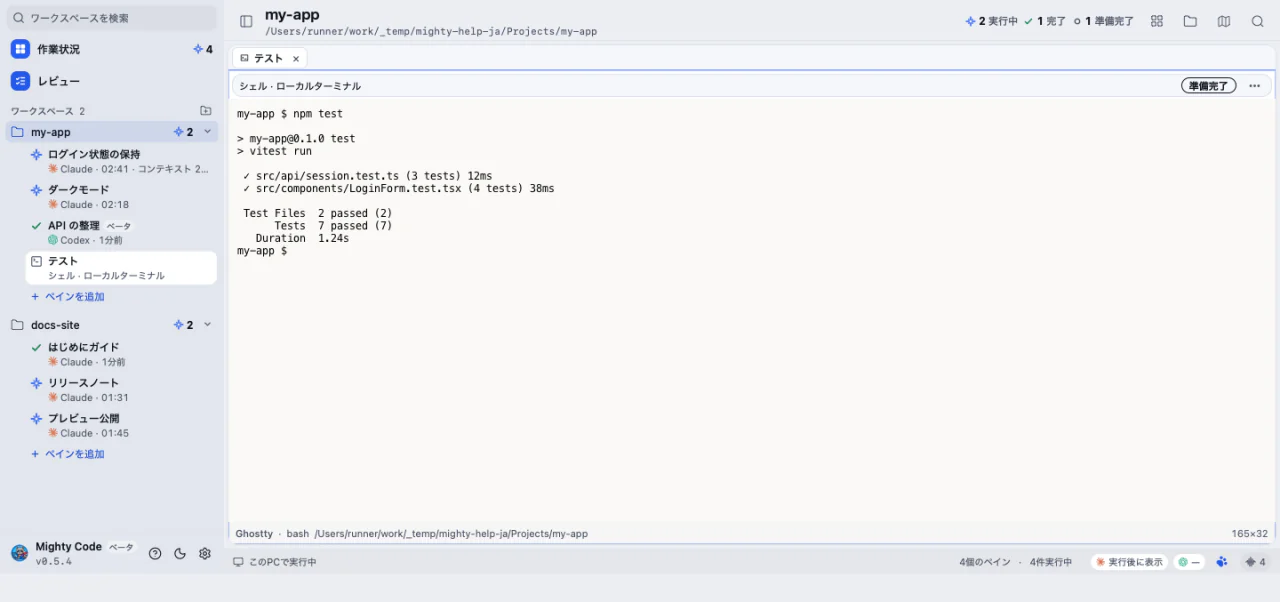 ワークスペースを検索
作業状況 4
レビュー
ワークスペース 2
my-app 2
ログイン状態の保持
Claude · 02:41 · コンテキスト 2...
ダークモード
Claude · 02:18
API の整理 ベータ
Codex · 1分前
テスト
シェル · ローカルターミナル
+ ペインを追加
docs-site 2
はじめにガイド
Claude · 1分前
リリースノート
Claude · 01:31
プレビュー公開
Claude · 01:45
+ ペインを追加
Mighty Code ベータ
v0.5.4
my-app
/Users/runner/work/_temp/mighty-help-ja/Projects/my-app
2 実行中 ✓ 1 完了 ○ 1 準備完了
テスト ×
シェル · ローカルターミナル
準備完了 ···
my-app $ npm test
> my-app@0.1.0 test
> vitest run
✓ src/api/session.test.ts (3 tests) 12ms
✓ src/components/LoginForm.test.tsx (4 tests) 38ms
Test Files 2 passed (2)
Tests 7 passed (7)
Duration 1.24s
my-app $
Ghostty · bash /Users/runner/work/_temp/mighty-help-ja/Projects/my-app
165×32
このPCで実行中
4個のペイン · 4件実行中
実行後に表示
—
4